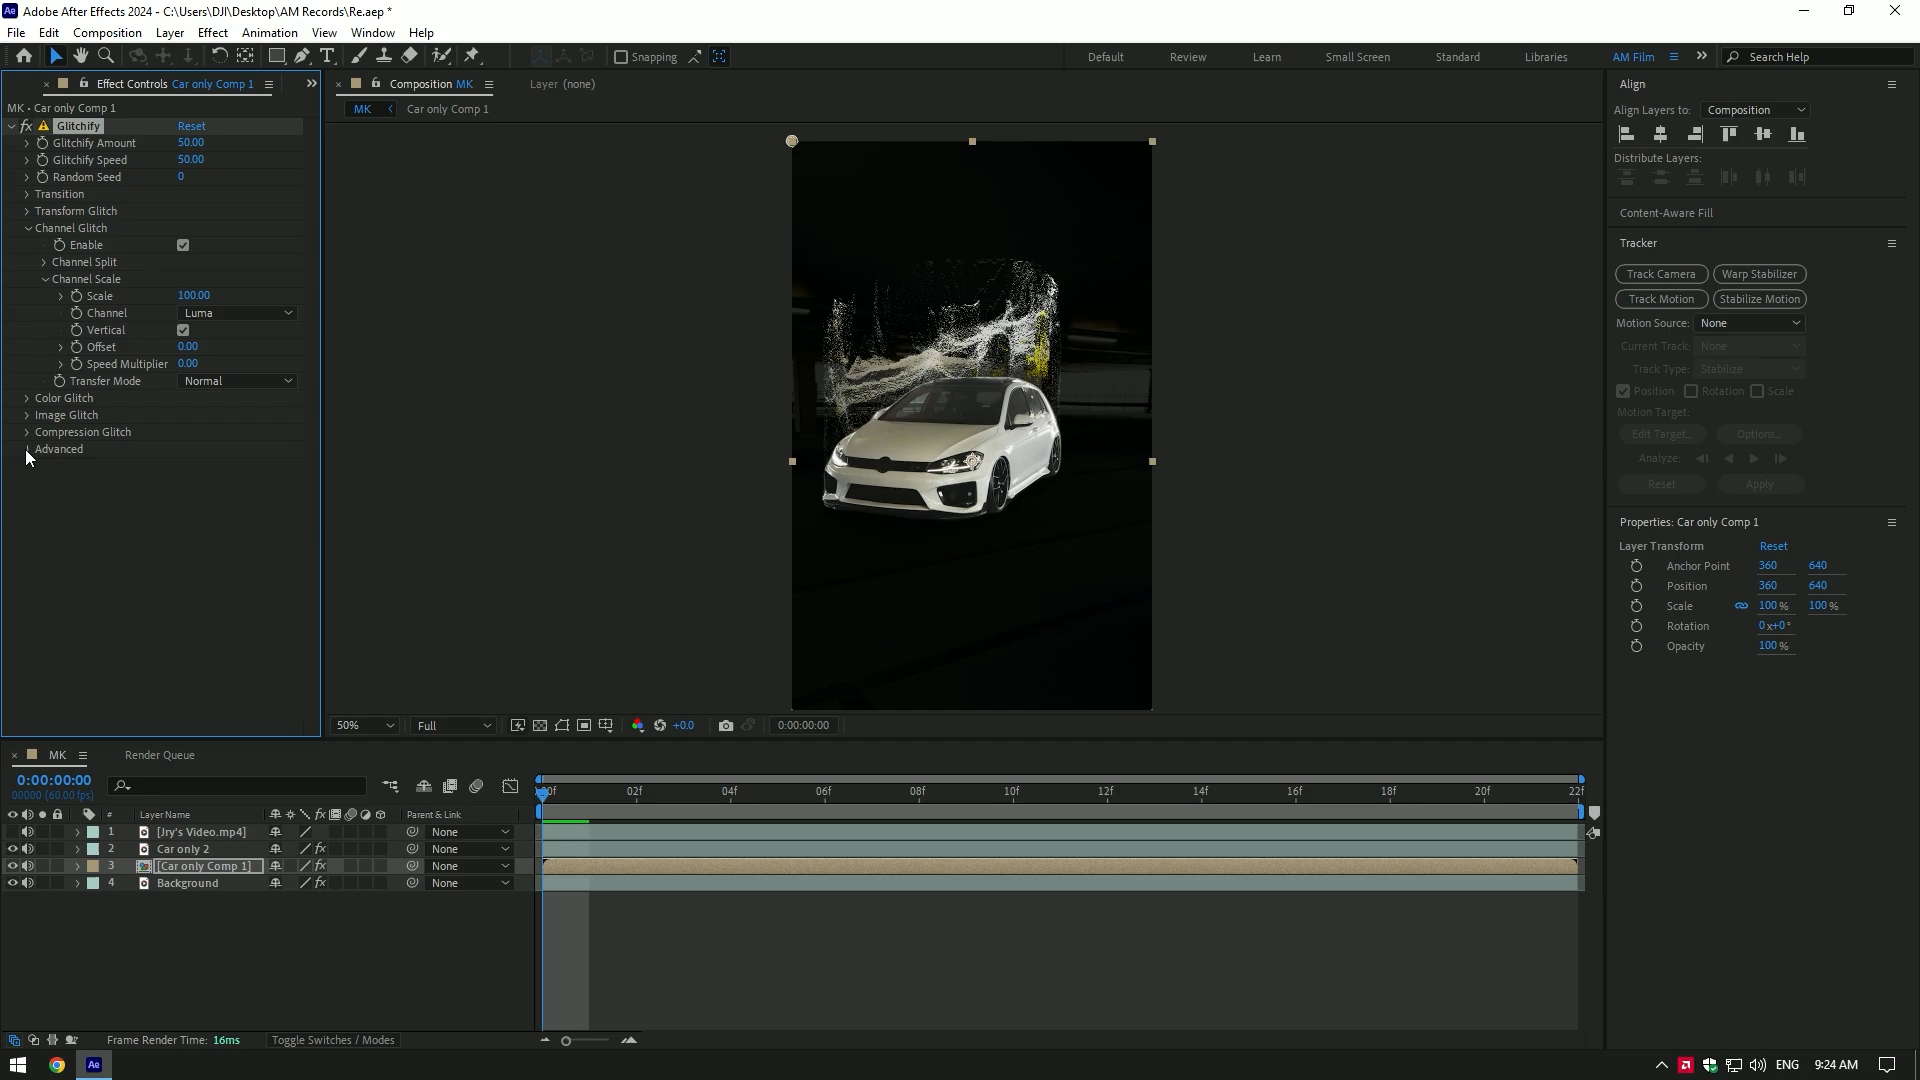 Adobe After Effects 2024 - C:\Users\DJI\Desktop\AM Records\Re.aep *
File Edit Composition Layer Effect Animation View Window Help
Snapping
Default Review Learn Small Screen Standard Libraries AM Film Search Help
Effect Controls Car only Comp 1
MK • Car only Comp 1
fx Glitchify Reset
Glitchify Amount 50.00
Glitchify Speed 50.00
Random Seed 0
Transition
Transform Glitch
Channel Glitch
Enable
Channel Split
Channel Scale
Scale 100.00
Channel Luma
Vertical
Offset 0.00
Speed Multiplier 0.00
Transfer Mode Normal
Color Glitch
Image Glitch
Compression Glitch
Advanced
Composition MK Layer (none)
MK Car only Comp 1
50% Full +0.0 0:00:00:00
Align
Align Layers to: Composition
Distribute Layers:
Content-Aware Fill
Tracker
Track Camera Warp Stabilizer
Track Motion Stabilize Motion
Motion Source: None
Current Track: None
Track Type: Stabilize
Position Rotation Scale
Motion Target:
Edit Target... Options...
Analyze:
Reset Apply
Properties: Car only Comp 1
Layer Transform Reset
Anchor Point 360 640
Position 360 640
Scale 100 % 100 %
Rotation 0x+0°
Opacity 100 %
MK Render Queue
0:00:00:00
00000 (60.00 fps)
:00f 02f 04f 06f 08f 10f 12f 14f 16f 18f 20f 22f
# Layer Name fx Parent & Link
1 [Jry's Video.mp4] None
2 Car only 2 fx None
3 [Car only Comp 1] fx None
4 Background fx None
Frame Render Time: 16ms Toggle Switches / Modes
Ae ENG 9:24 AM